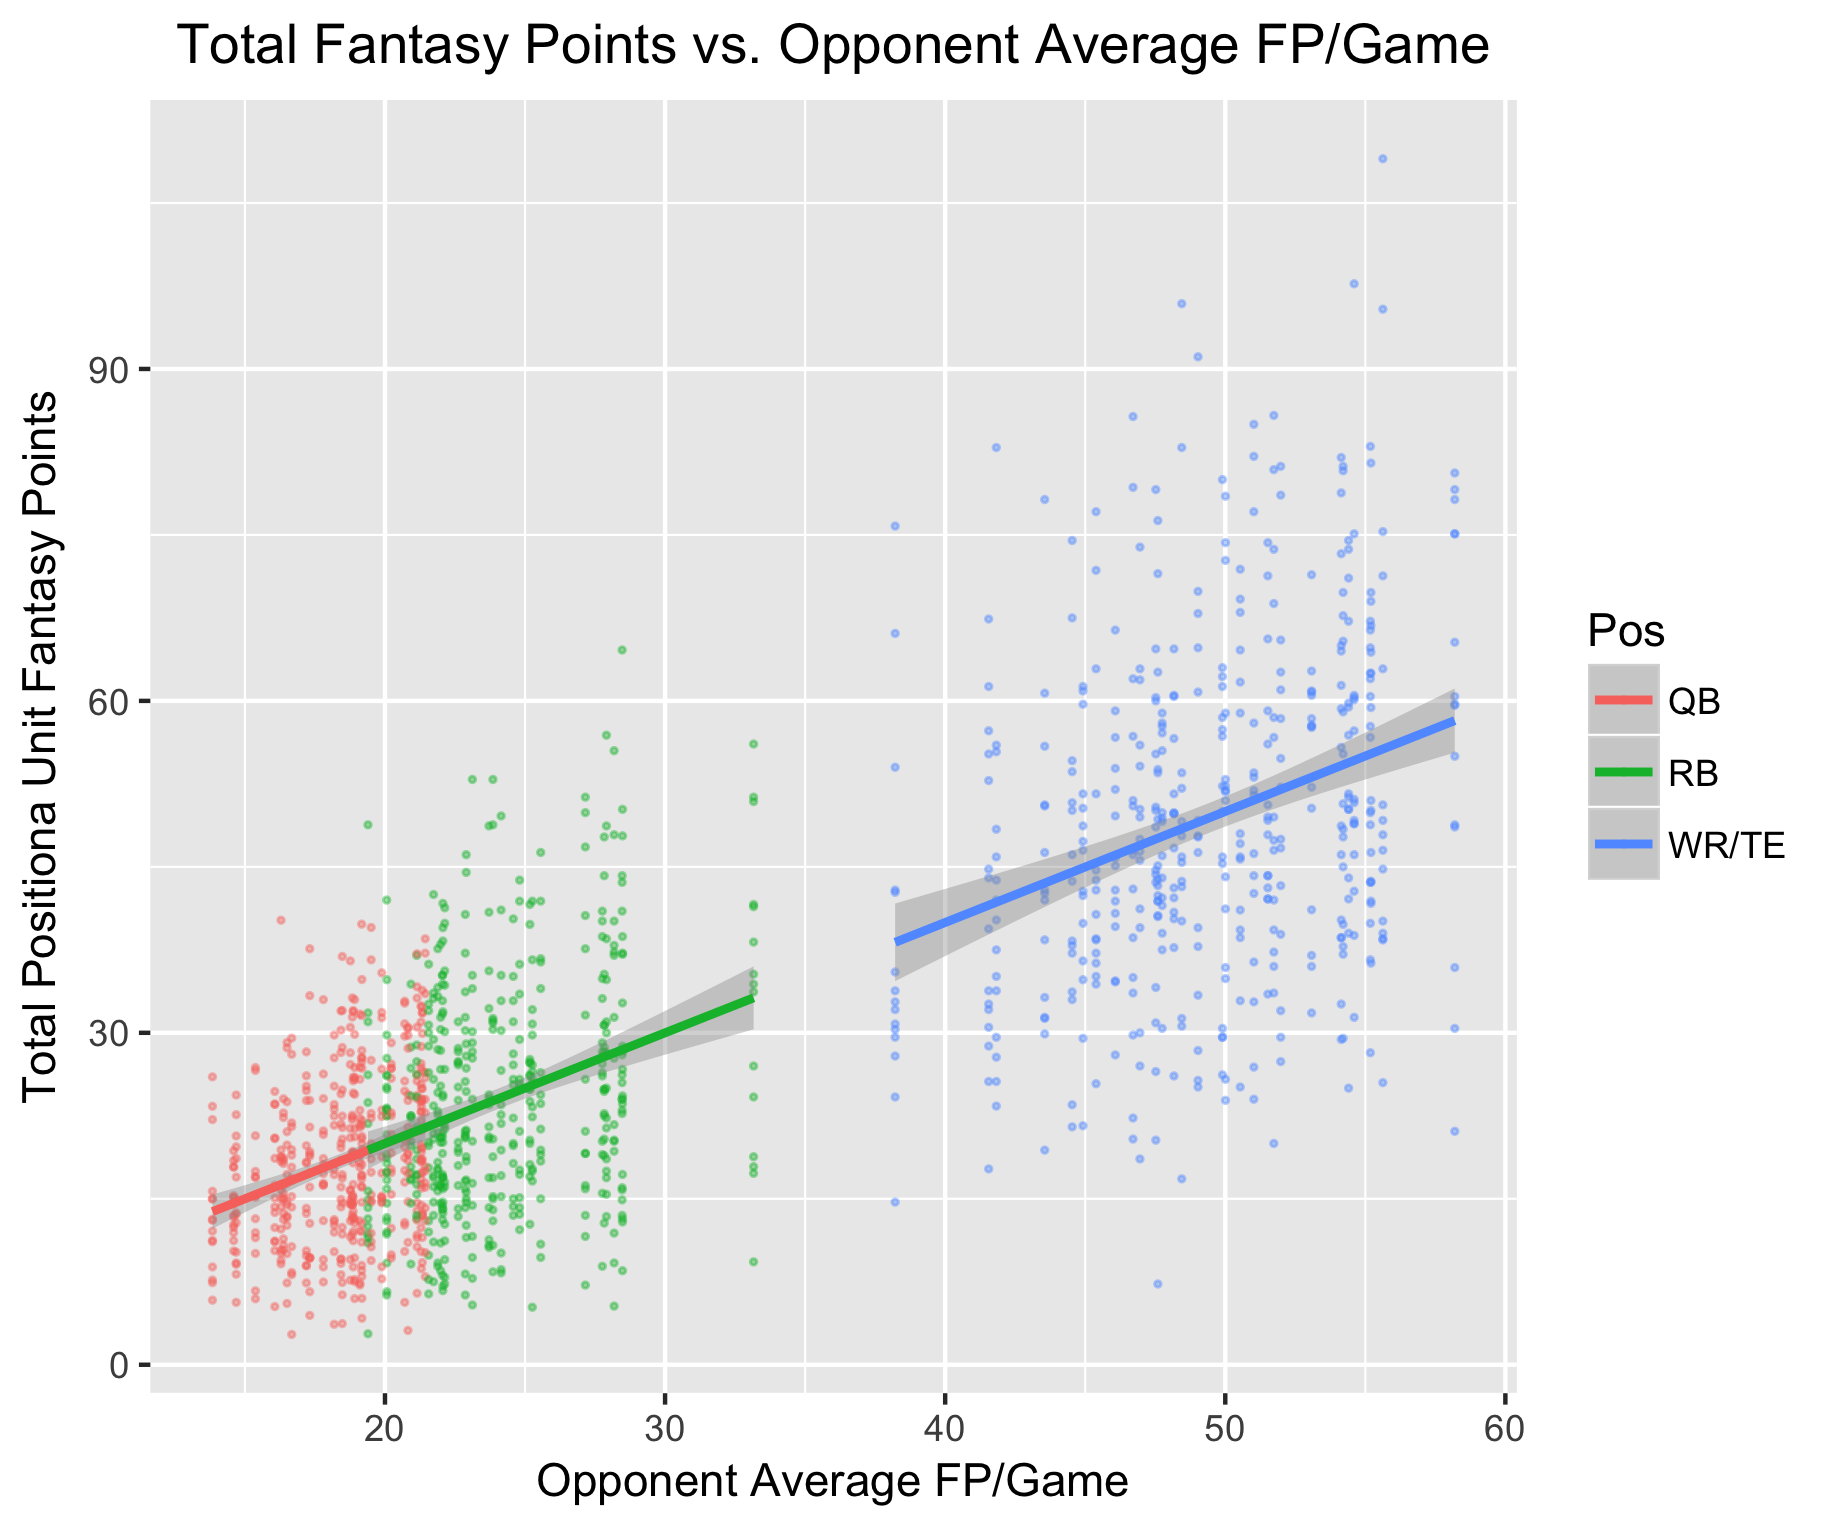 Total Fantasy Points vs. Opponent Average FP/Game
Total Positiona Unit Fantasy Points
90
60
30
0
20
30
40
50
60
Opponent Average FP/Game
Pos
QB
RB
WR/TE